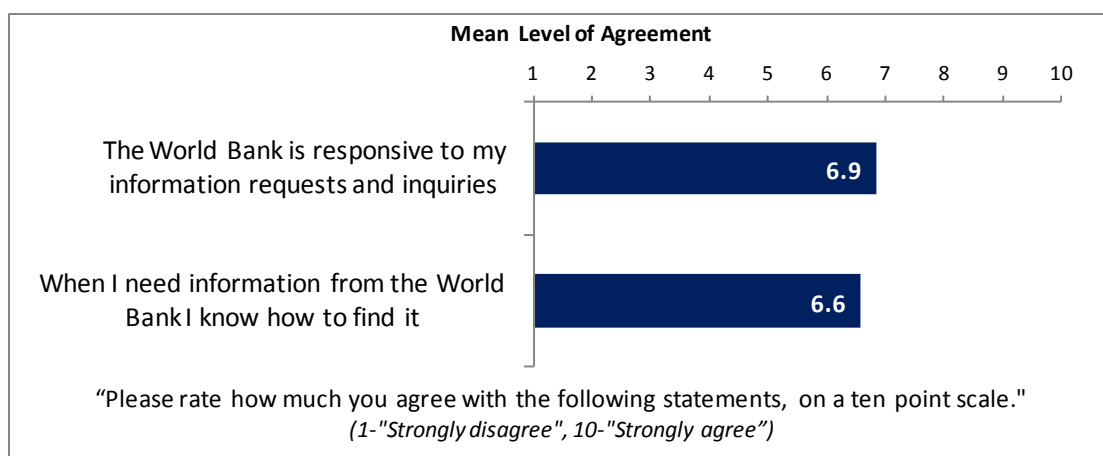 Mean Level of Agreement
1 2 3 4 5 6 7 8 9 10
The World Bank is responsive to my
information requests and inquiries
6.9
When I need information from the World
Bank I know how to find it
6.6
“Please rate how much you agree with the following statements, on a ten point scale."
(1-"Strongly disagree", 10-"Strongly agree”)